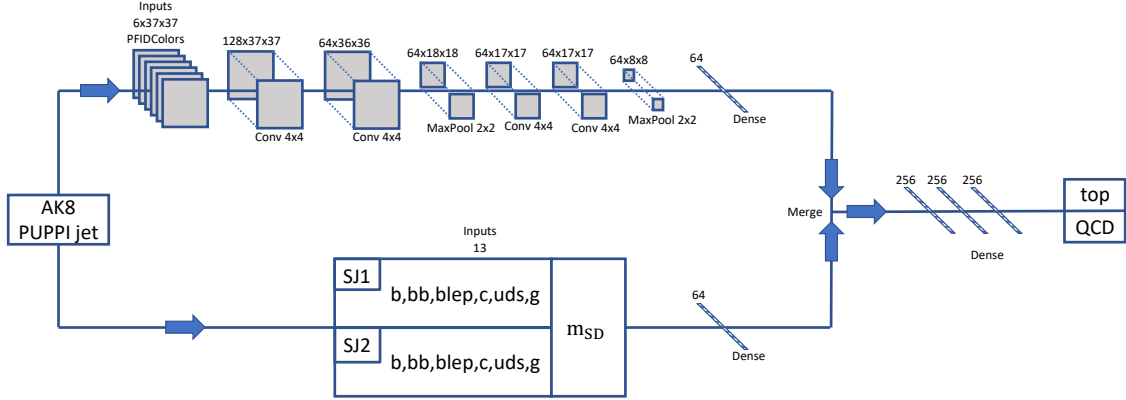 Inputs
6x37x37
PFIDColors
128x37x37
64x36x36
64x18x18
64x17x17
64x17x17
64x8x8
64
Conv 4x4
Conv 4x4
MaxPool 2x2
Conv 4x4
Conv 4x4
MaxPool 2x2
Dense
AK8
PUPPI jet
Merge
256
256
256
Dense
top
QCD
Inputs
13
SJ1
b,bb,blep,c,uds,g
SJ2
b,bb,blep,c,uds,g
mSD
64
Dense